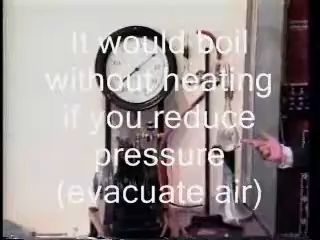 It would boil
without heating
if you reduce
pressure
(evacuate air)